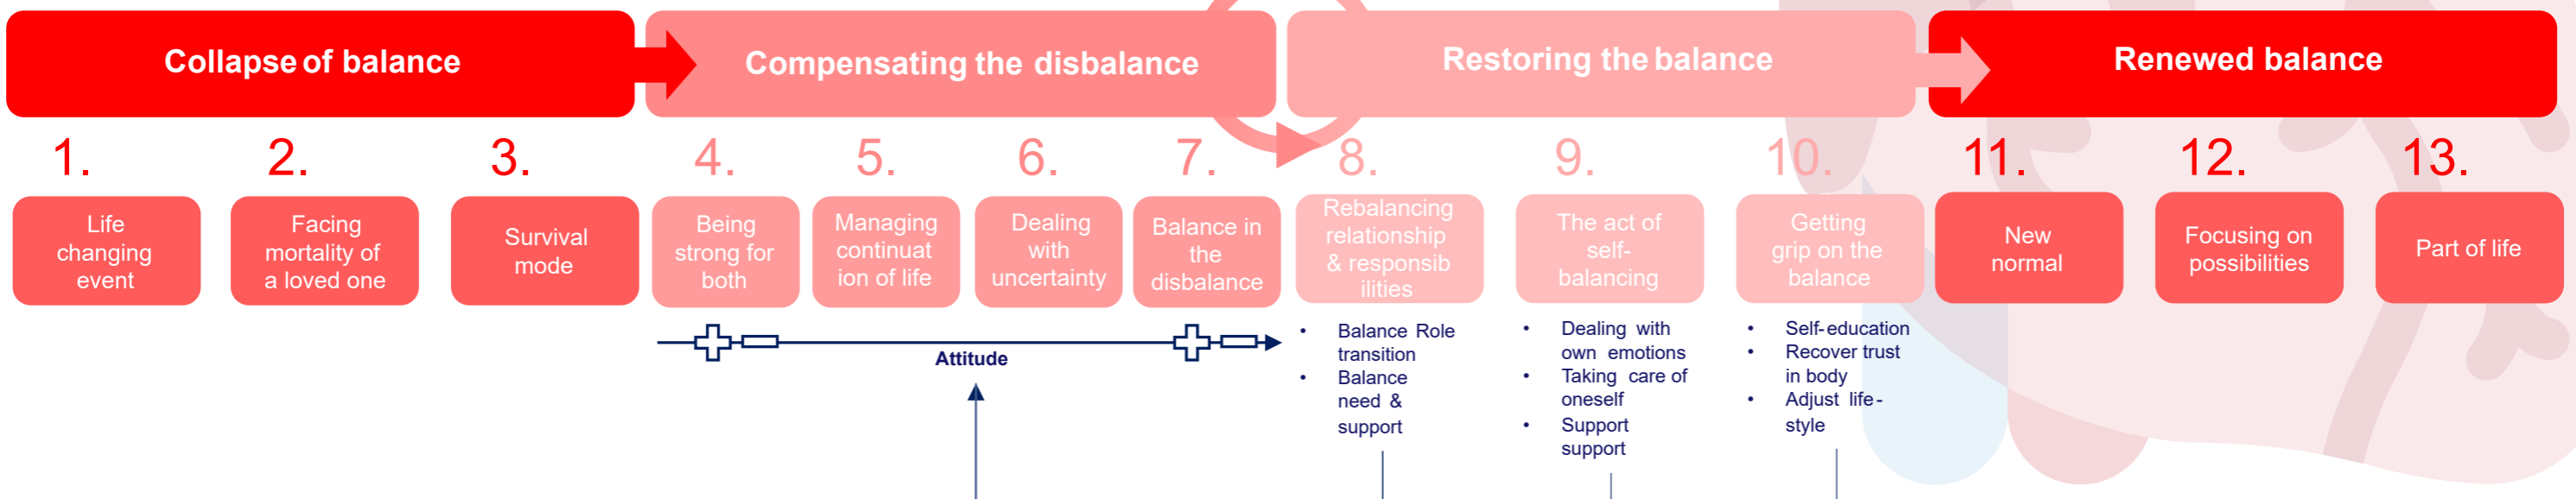 Collapse of balance
Compensating the disbalance
Restoring the balance
Renewed balance
1.
2.
3.
4.
5.
6.
7.
8.
9.
10.
11.
12.
13.
Life
changing
event
Facing
mortality of
a loved one
Survival
mode
Being
strong for
both
Managing
continuat
ion of life
Dealing
with
uncertainty
Balance in
the
disbalance
Rebalancing
relationship
& responsib
ilities
The act of
self-
balancing
Getting
grip on the
balance
New
normal
Focusing on
possibilities
Part of life
Attitude
• Balance Role
transition
• Balance
need &
support
• Dealing with
own emotions
• Taking care of
oneself
• Support
support
• Self-education
• Recover trust
in body
• Adjust life-
style